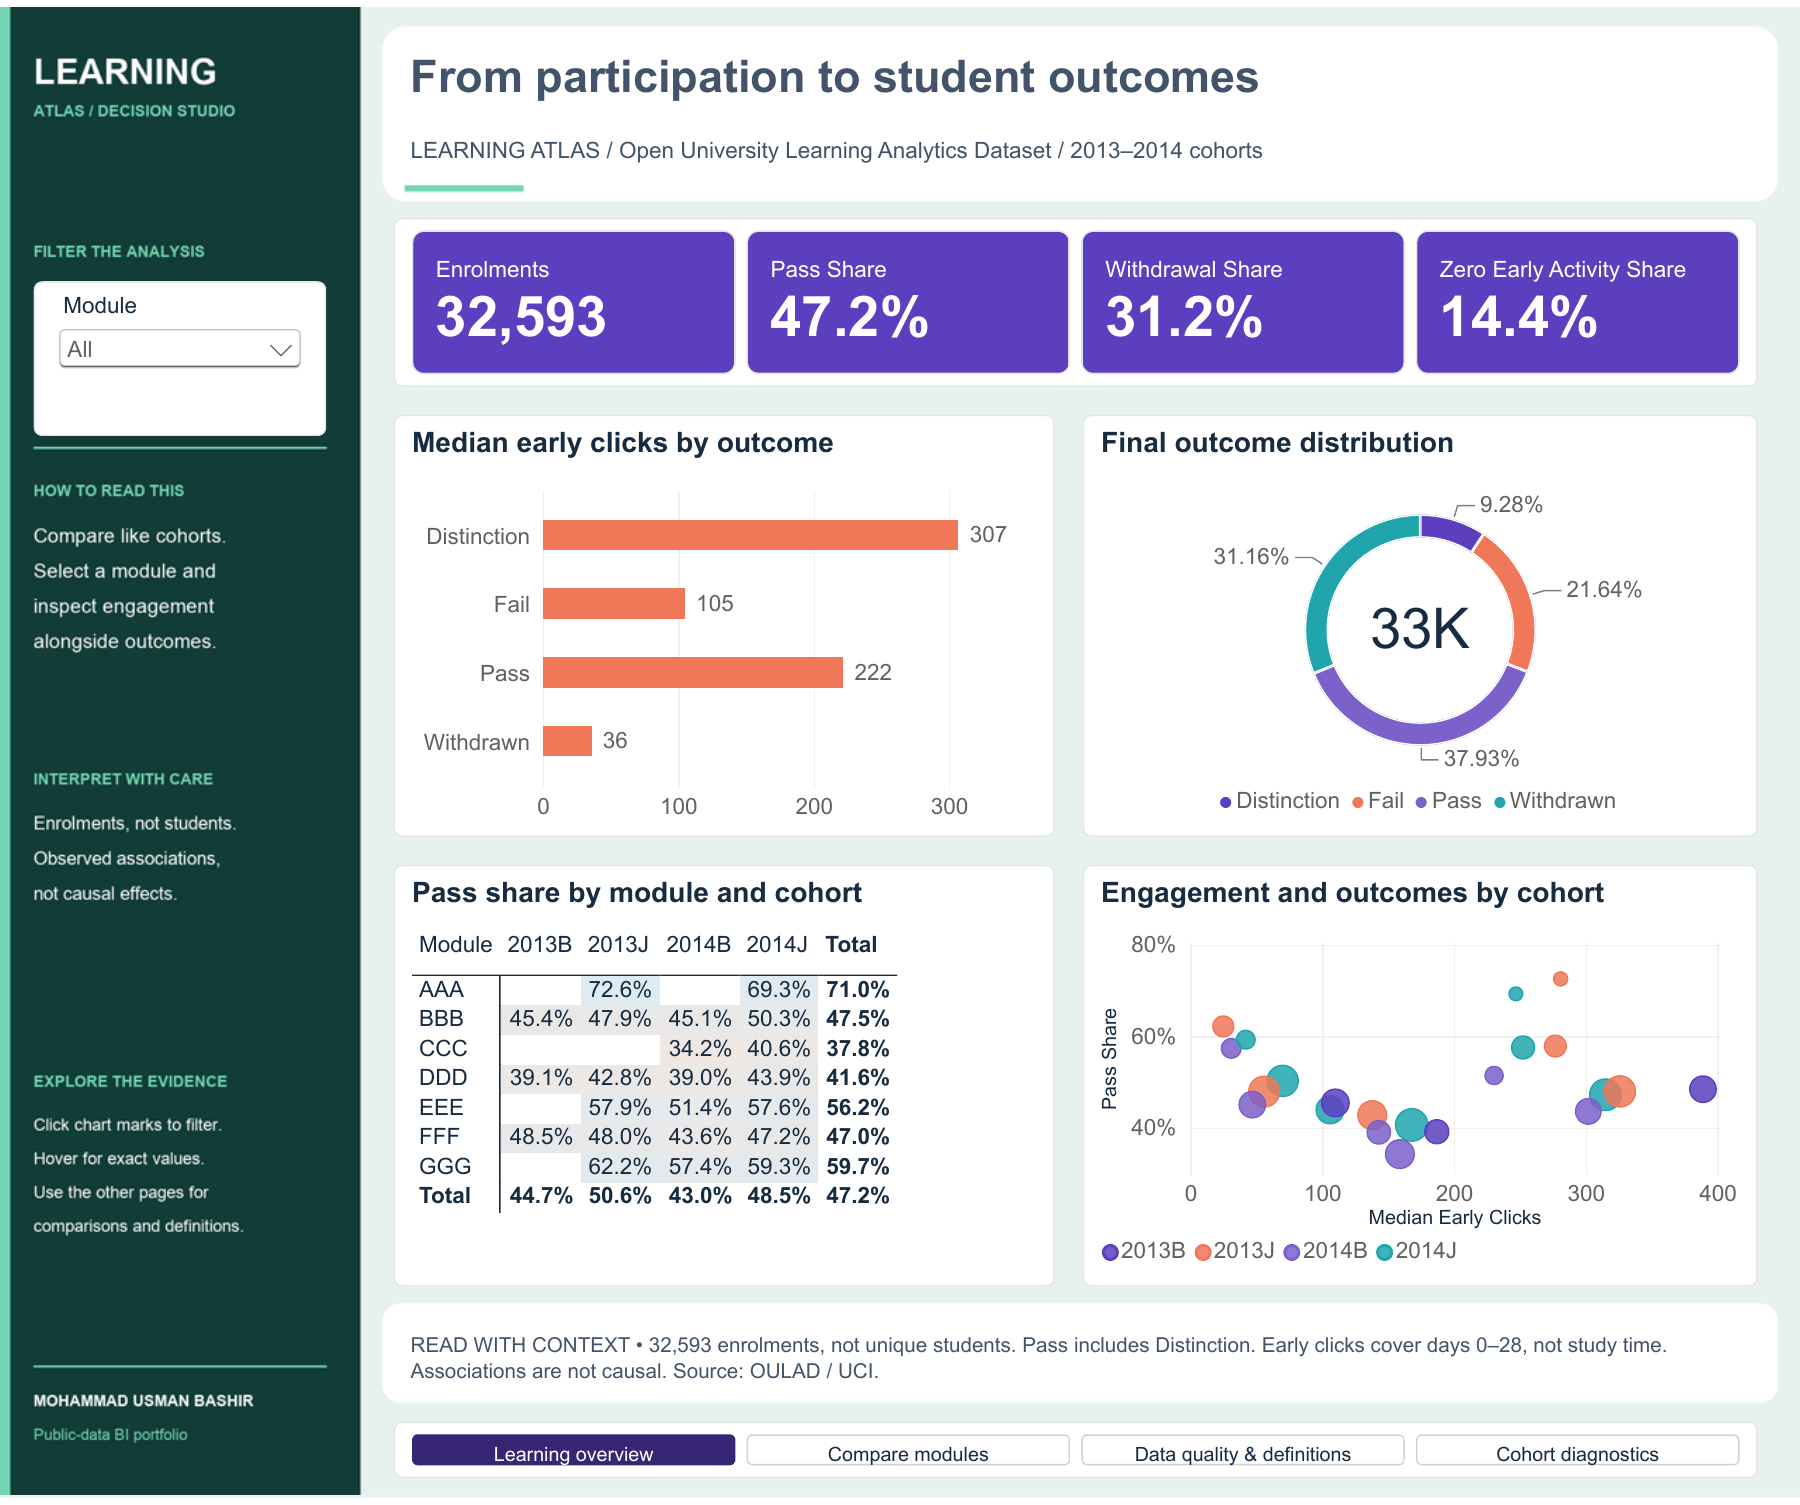 LEARNING
ATLAS / DECISION STUDIO
FILTER THE ANALYSIS
Module
All
HOW TO READ THIS
Compare like cohorts.
Select a module and
inspect engagement
alongside outcomes.
INTERPRET WITH CARE
Enrolments, not students.
Observed associations,
not causal effects.
EXPLORE THE EVIDENCE
Click chart marks to filter.
Hover for exact values.
Use the other pages for
comparisons and definitions.
MOHAMMAD USMAN BASHIR
Public-data BI portfolio
From participation to student outcomes
LEARNING ATLAS / Open University Learning Analytics Dataset / 2013–2014 cohorts
Enrolments
32,593
Pass Share
47.2%
Withdrawal Share
31.2%
Zero Early Activity Share
14.4%
Median early clicks by outcome
Distinction 307
Fail 105
Pass 222
Withdrawn 36
0 100 200 300
Final outcome distribution
9.28%
31.16%
21.64%
33K
37.93%
Distinction Fail Pass Withdrawn
Pass share by module and cohort
Module 2013B 2013J 2014B 2014J Total
AAA 72.6% 69.3% 71.0%
BBB 45.4% 47.9% 45.1% 50.3% 47.5%
CCC 34.2% 40.6% 37.8%
DDD 39.1% 42.8% 39.0% 43.9% 41.6%
EEE 57.9% 51.4% 57.6% 56.2%
FFF 48.5% 48.0% 43.6% 47.2% 47.0%
GGG 62.2% 57.4% 59.3% 59.7%
Total 44.7% 50.6% 43.0% 48.5% 47.2%
Engagement and outcomes by cohort
Pass Share
80%
60%
40%
0 100 200 300 400
Median Early Clicks
2013B 2013J 2014B 2014J
READ WITH CONTEXT • 32,593 enrolments, not unique students. Pass includes Distinction. Early clicks cover days 0–28, not study time.
Associations are not causal. Source: OULAD / UCI.
Learning overview
Compare modules
Data quality & definitions
Cohort diagnostics